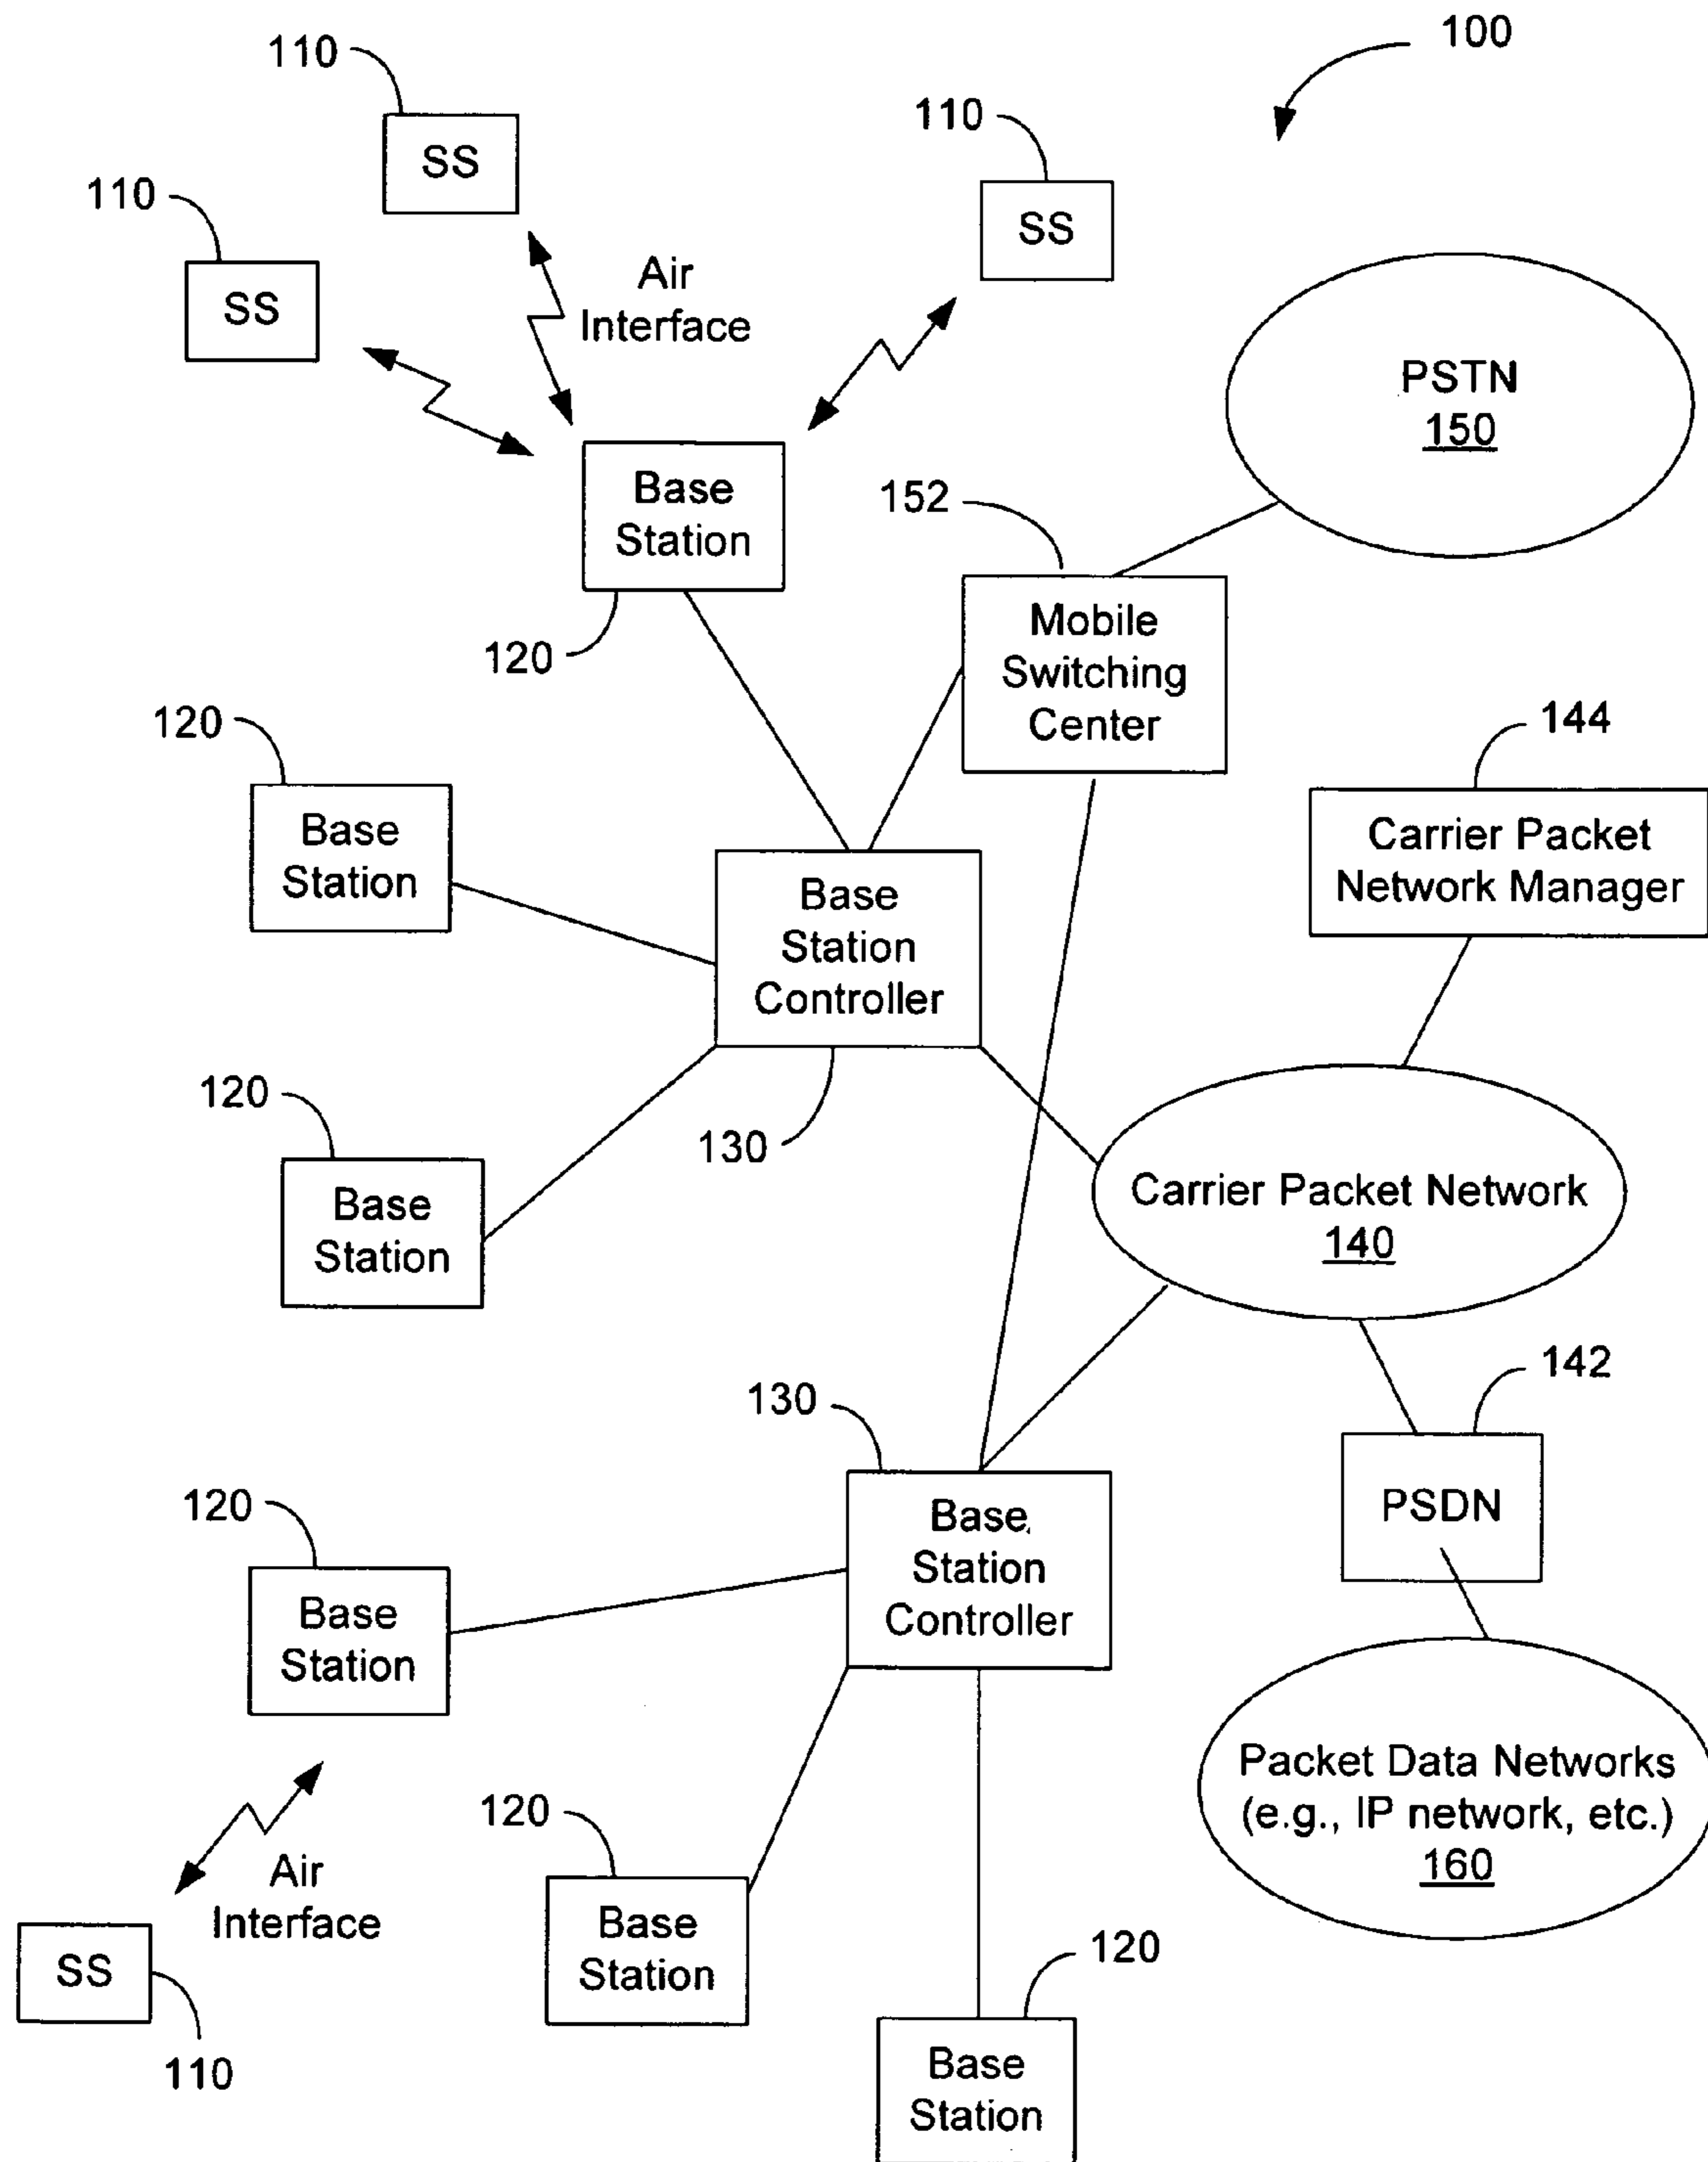 100
110
SS
110
SS
110
SS
Air
Interface
PSTN
150
Base
Station
120
152
Mobile
Switching
Center
144
Carrier Packet
Network Manager
120
Base
Station
Base
Station
Controller
130
120
Base
Station
Carrier Packet Network
140
142
PSDN
130
Base
Station
Controller
120
Base
Station
Packet Data Networks
(e.g., IP network, etc.)
160
Air
Interface
SS
110
120
Base
Station
120
Base
Station